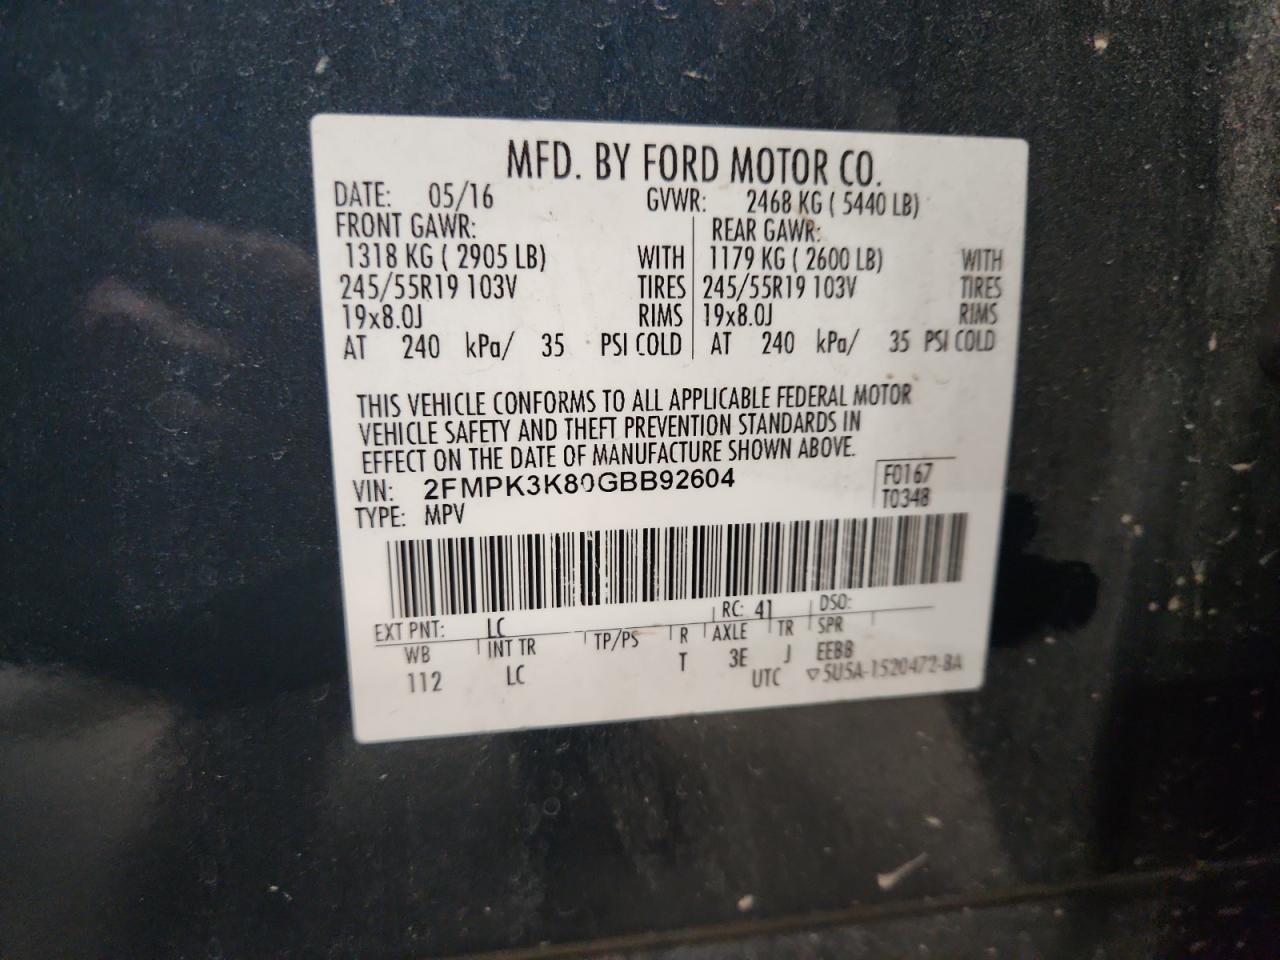 MFD. BY FORD MOTOR CO.
DATE: 05/16 GVWR: 2468 KG ( 5440 LB)
FRONT GAWR: REAR GAWR:
1318 KG ( 2905 LB) WITH 1179 KG ( 2600 LB) WITH
245/55R19 103V TIRES 245/55R19 103V TIRES
19x8.0J RIMS 19x8.0J RIMS
AT 240 kPa/ 35 PSI COLD AT 240 kPa/ 35 PSI COLD
THIS VEHICLE CONFORMS TO ALL APPLICABLE FEDERAL MOTOR
VEHICLE SAFETY AND THEFT PREVENTION STANDARDS IN
EFFECT ON THE DATE OF MANUFACTURE SHOWN ABOVE.
VIN: 2FMPK3K80GBB92604 F0167
TYPE: MPV T0348
EXT PNT: LC RC: 41 DSO:
WB INT TR TP/PS R AXLE TR SPR
112 LC T 3E J EEBB
UTC ▽5U5A-1520472-BA